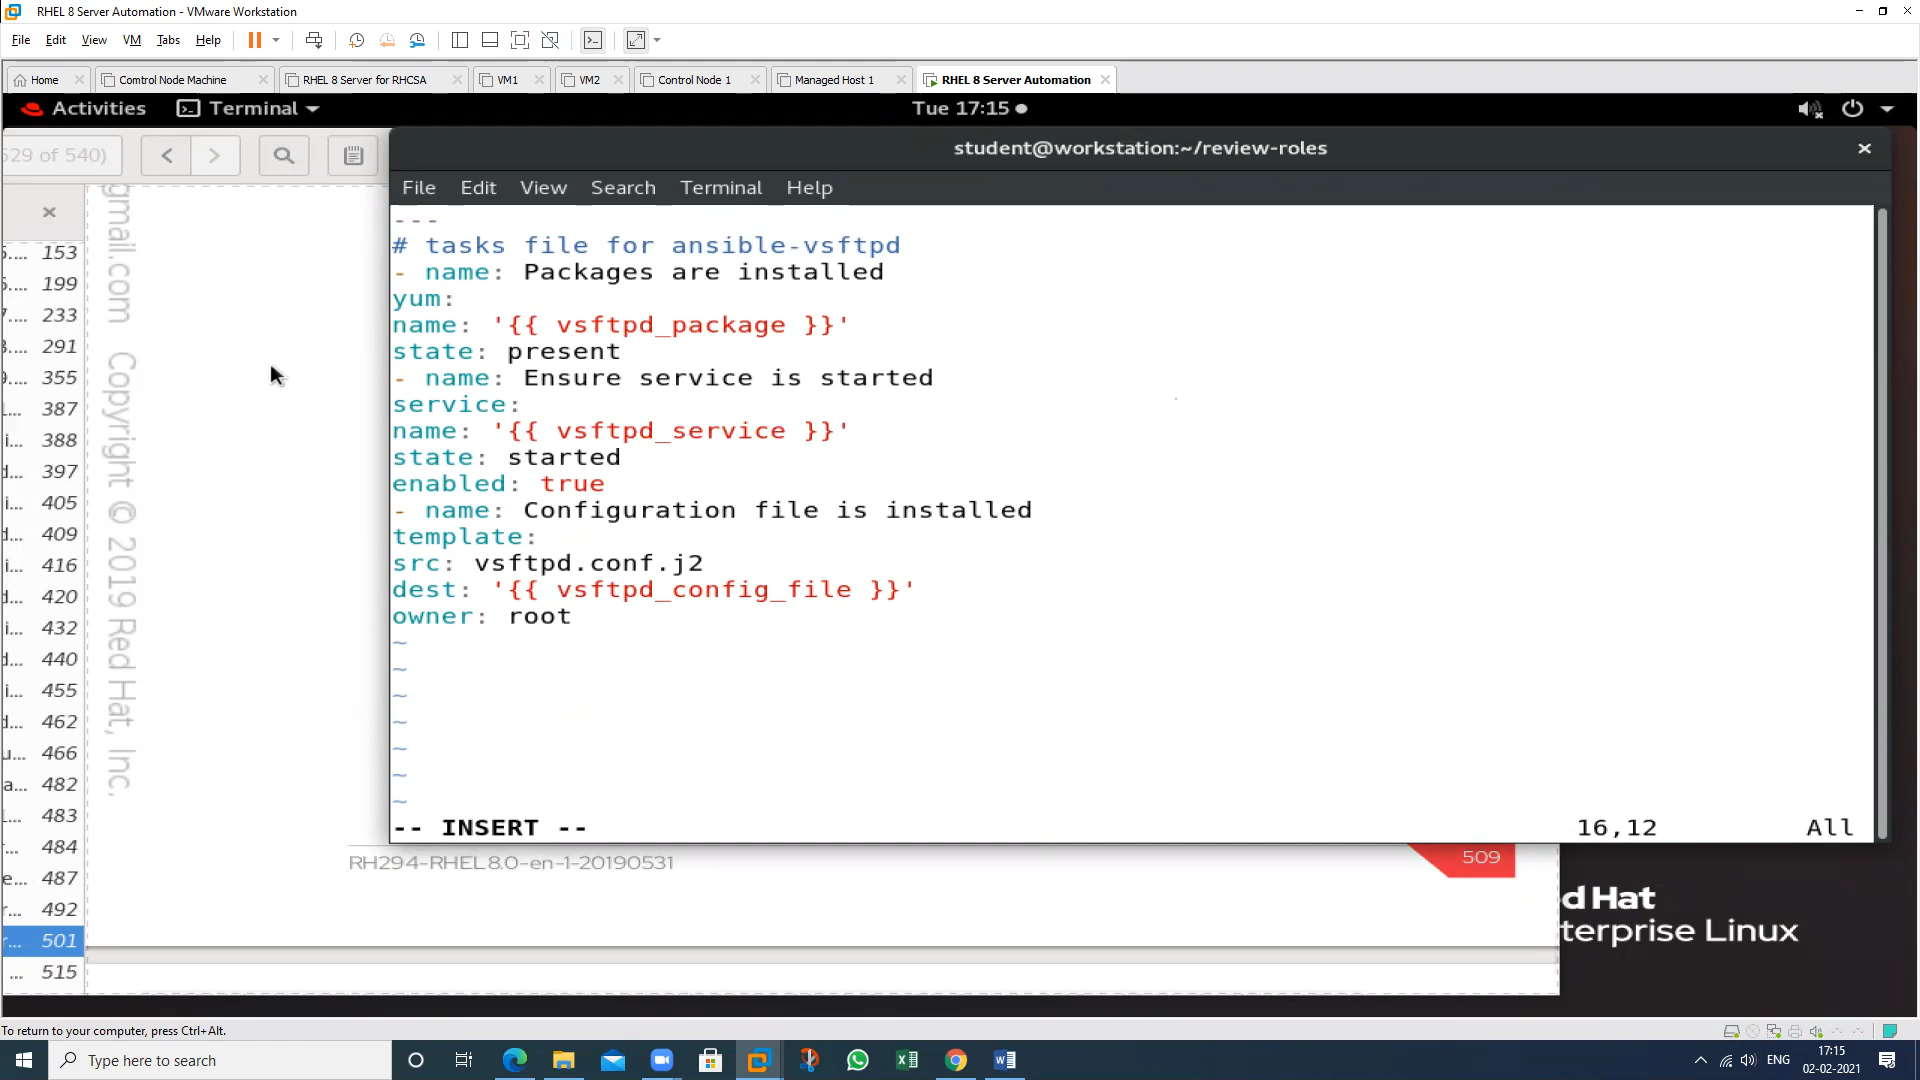 RHEL 8 Server Automation - VMware Workstation
File Edit View VM Tabs Help
Home Comtrol Node Machine RHEL 8 Server for RHCSA VM1 VM2 Control Node 1 Managed Host 1 RHEL 8 Server Automation
Activities Terminal Tue 17:15
529 of 540)
student@workstation:~/review-roles
File Edit View Search Terminal Help
---
# tasks file for ansible-vsftpd
- name: Packages are installed
yum:
name: '{{ vsftpd_package }}'
state: present
- name: Ensure service is started
service:
name: '{{ vsftpd_service }}'
state: started
enabled: true
- name: Configuration file is installed
template:
src: vsftpd.conf.j2
dest: '{{ vsftpd_config_file }}'
owner: root
~
~
~
~
~
~
~
-- INSERT -- 16,12 All
153
199
233
291
355
387
388
397
405
409
416
420
432
440
455
462
466
482
483
484
487
492
501
515
gmail.com Copyright © 2019 Red Hat, Inc.
RH294-RHEL8.0-en-1-20190531 509
d Hat
terprise Linux
To return to your computer, press Ctrl+Alt.
Type here to search
ENG
17:15
02-02-2021